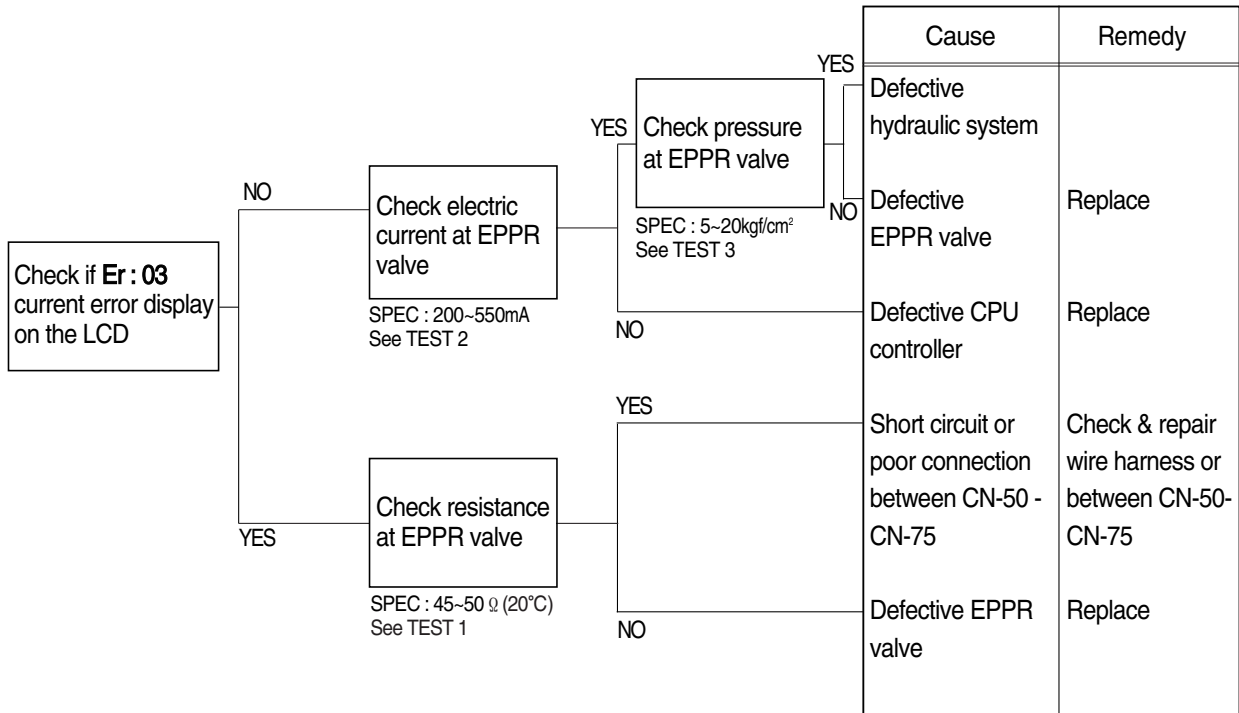 Check if Er : 03
current error display
on the LCD
NO
YES
Check electric
current at EPPR
valve
SPEC : 200~550mA
See TEST 2
Check resistance
at EPPR valve
SPEC : 45~50 Ω (20°C)
See TEST 1
YES
NO
Check pressure
at EPPR valve
SPEC : 5~20kgf/cm²
See TEST 3
YES
NO
YES
NO
Cause
Remedy
Defective
hydraulic system
Defective
EPPR valve
Replace
Defective CPU
controller
Replace
Short circuit or
poor connection
between CN-50 -
CN-75
Check & repair
wire harness or
between CN-50-
CN-75
Defective EPPR
valve
Replace